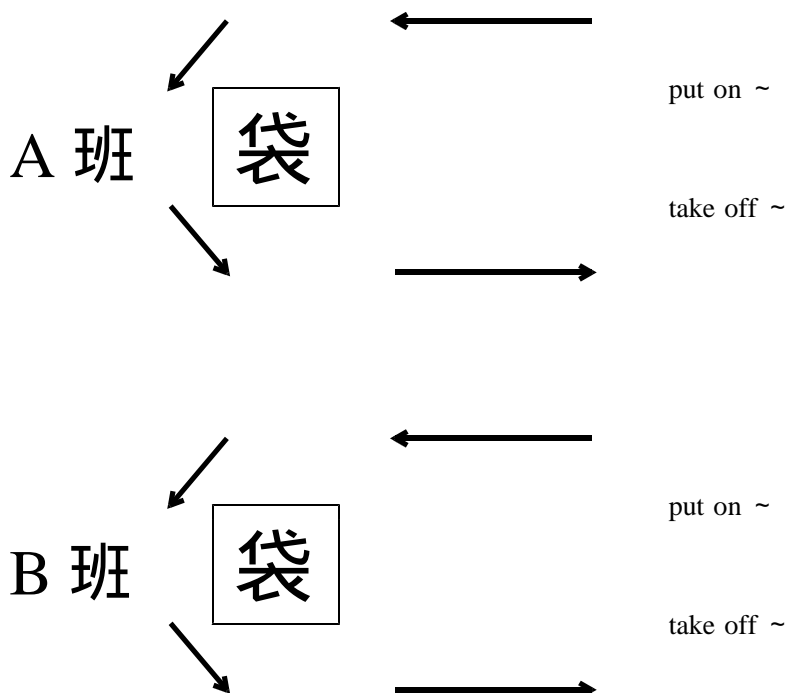 put on ~
A 班
袋
take off ~
put on ~
B 班
袋
take off ~